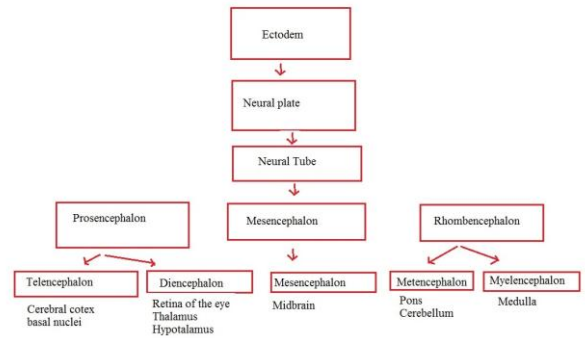 Ectodem
Neural plate
Neural Tube
Prosencephalon
Mesencephalon
Rhombencephalon
Telencephalon
Diencephalon
Mesencephalon
Metencephalon
Myelencephalon
Cerebral cotex
basal nuclei
Retina of the eye
Thalamus
Hypotalamus
Midbrain
Pons
Cerebellum
Medulla